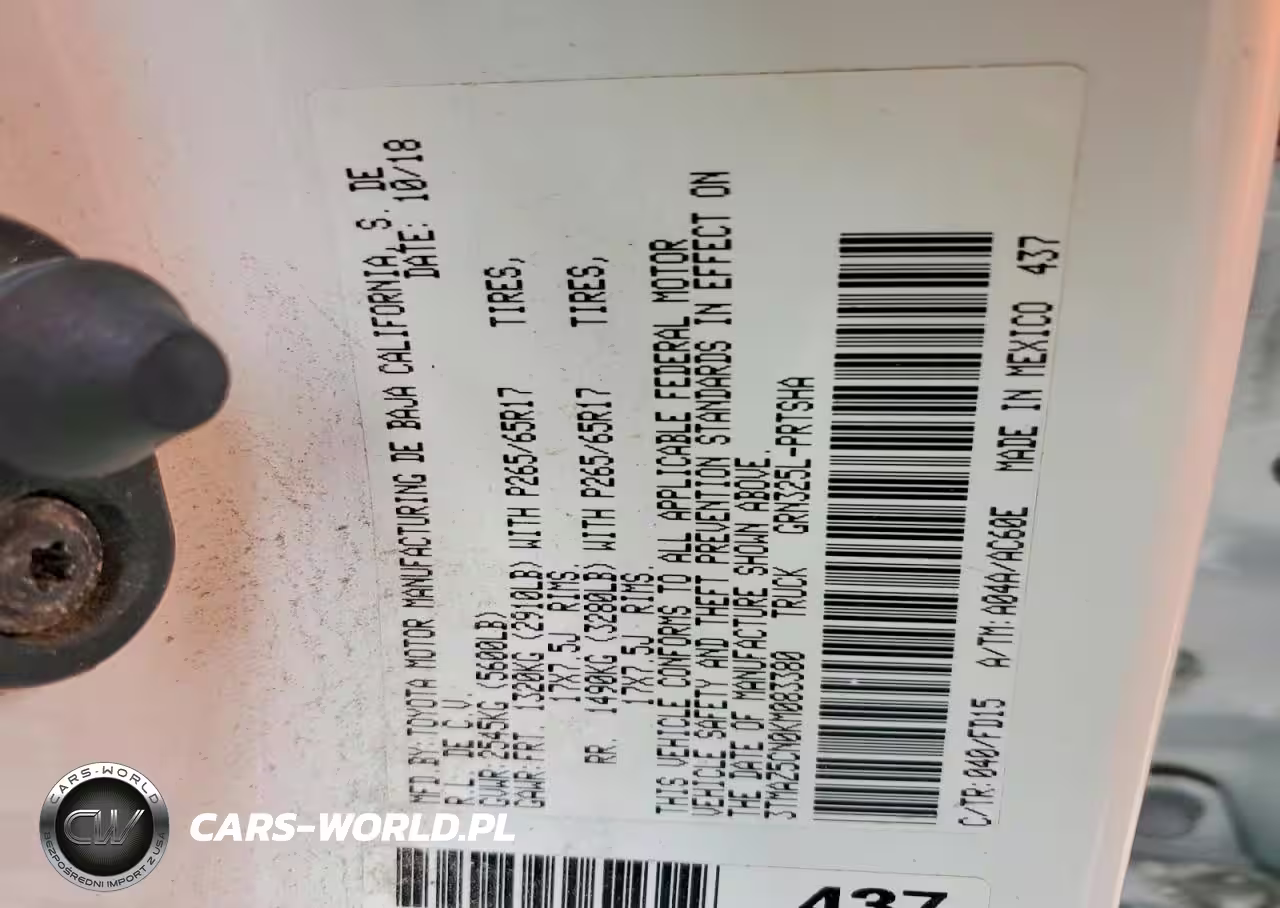 MFD BY:TOYOTA MOTOR MANUFACTURING DE BAJA CALIFORNIA, S. DE
R.L. DE C.V. DATE: 10/18
GVWR:2545KG (5600LB)
GAWR:FRT. 1320KG (2910LB) WITH P265/65R17 TIRES,
17X7.5J RIMS.
RR. 1490KG (3280LB) WITH P265/65R17 TIRES,
17X7.5J RIMS.
THIS VEHICLE CONFORMS TO ALL APPLICABLE FEDERAL MOTOR
VEHICLE SAFETY AND THEFT PREVENTION STANDARDS IN EFFECT ON
THE DATE OF MANUFACTURE SHOWN ABOVE.
3TMAZ5CN0KM083380 TRUCK GRN325L-PRTSHA
C/TR:040/FD15 A/TM:A04A/AC60E MADE IN MEXICO 437
437
CARS-WORLD
CW
BEZPOŚREDNI IMPORT Z USA
CARS-WORLD.PL